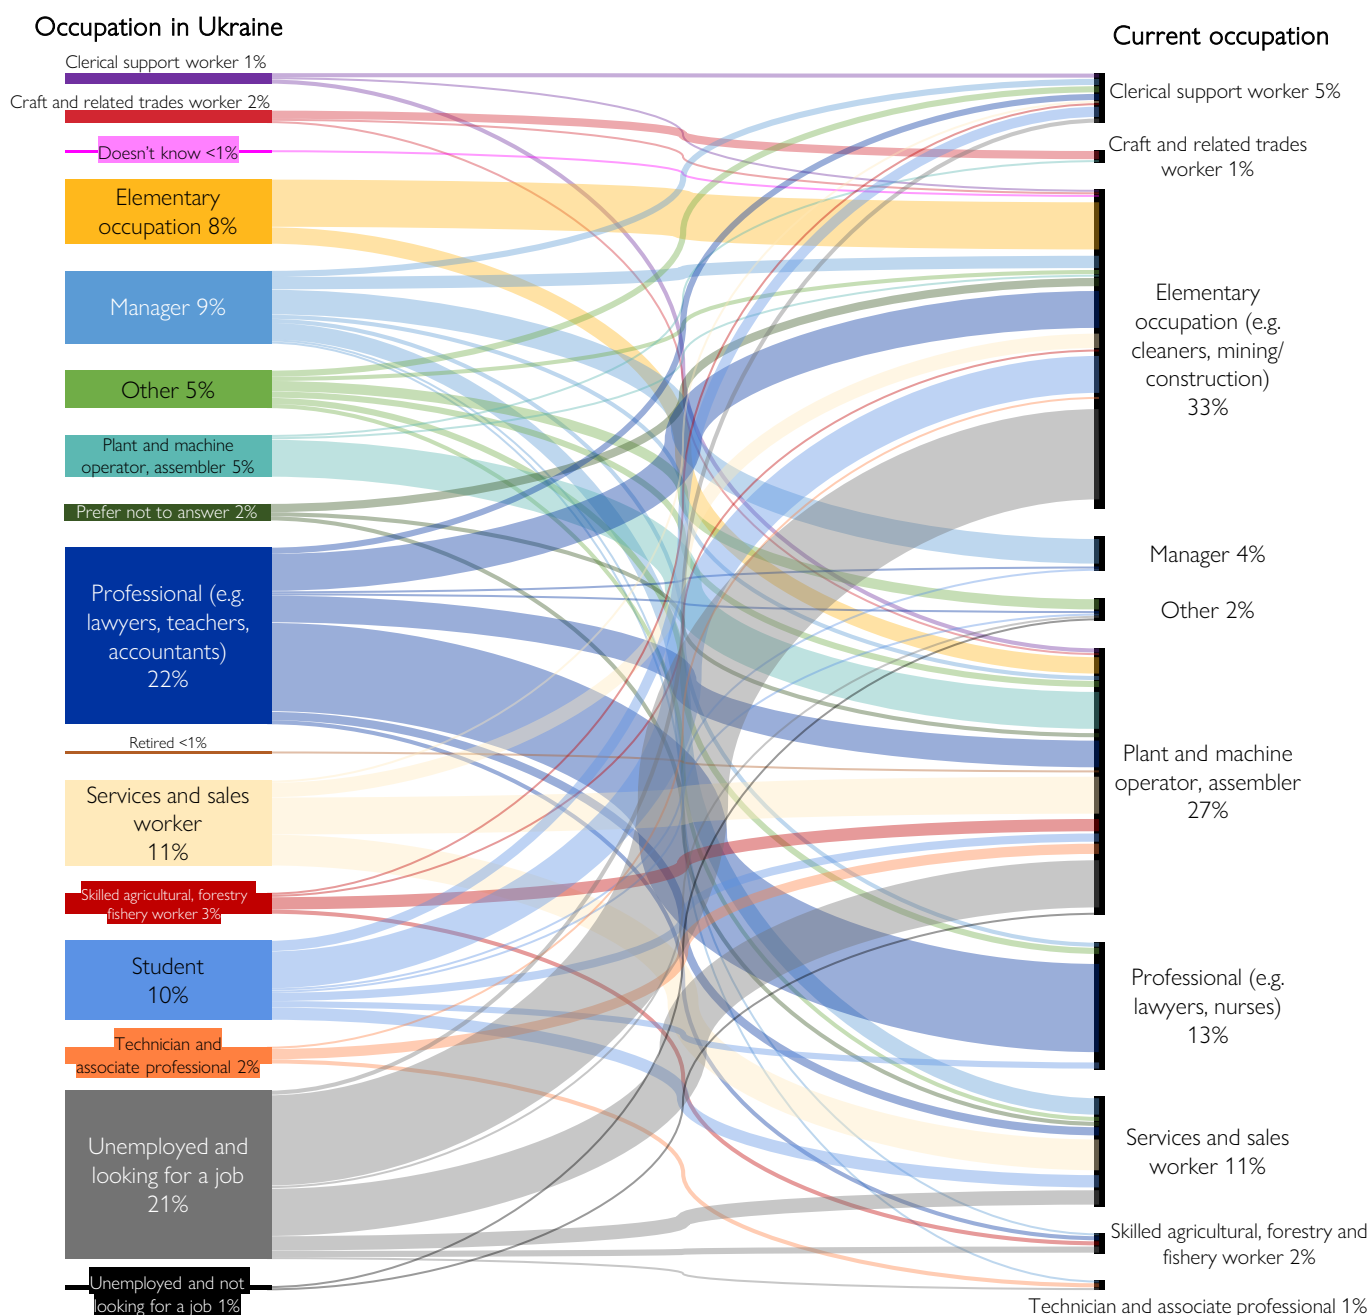 Occupation in Ukraine
Clerical support worker 1%
Craft and related trades worker 2%
Doesn't know <1%
Elementary
occupation 8%
Manager 9%
Other 5%
Plant and machine
operator, assembler 5%
Prefer not to answer 2%
Professional (e.g.
lawyers, teachers,
accountants)
22%
Retired <1%
Services and sales
worker
11%
Skilled agricultural, forestry
fishery worker 3%
Student
10%
Technician and
associate professional 2%
Unemployed and
looking for a job
21%
Unemployed and not
looking for a job 1%
Current occupation
Clerical support worker 5%
Craft and related trades
worker 1%
Elementary
occupation (e.g.
cleaners, mining/
construction)
33%
Manager 4%
Other 2%
Plant and machine
operator, assembler
27%
Professional (e.g.
lawyers, nurses)
13%
Services and sales
worker 11%
Skilled agricultural, forestry and
fishery worker 2%
Technician and associate professional 1%